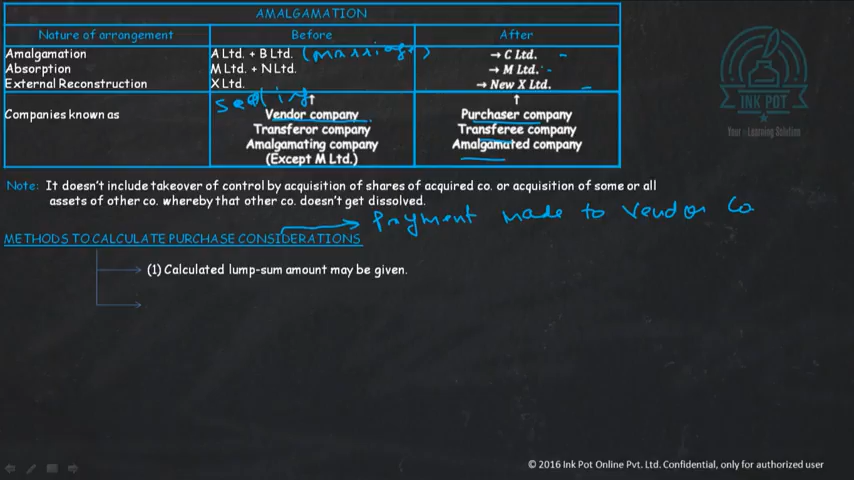 AMALGAMATION
Nature of arrangement Before After
Amalgamation A Ltd. + B Ltd. (marriage) → C Ltd.
Absorption M Ltd. + N Ltd. → M Ltd.
External Reconstruction X Ltd. → New X Ltd.
Selling
Companies known as Vendor company Purchaser company
Transferor company Transferee company
Amalgamating company Amalgamated company
(Except M Ltd.)
INK POT
Your e-Learning Solution
Note: It doesn't include takeover of control by acquisition of shares of acquired co. or acquisition of some or all
assets of other co. whereby that other co. doesn't get dissolved.
Payment made to Vendor Co
METHODS TO CALCULATE PURCHASE CONSIDERATIONS
(1) Calculated lump-sum amount may be given.
© 2016 Ink Pot Online Pvt. Ltd. Confidential, only for authorized user